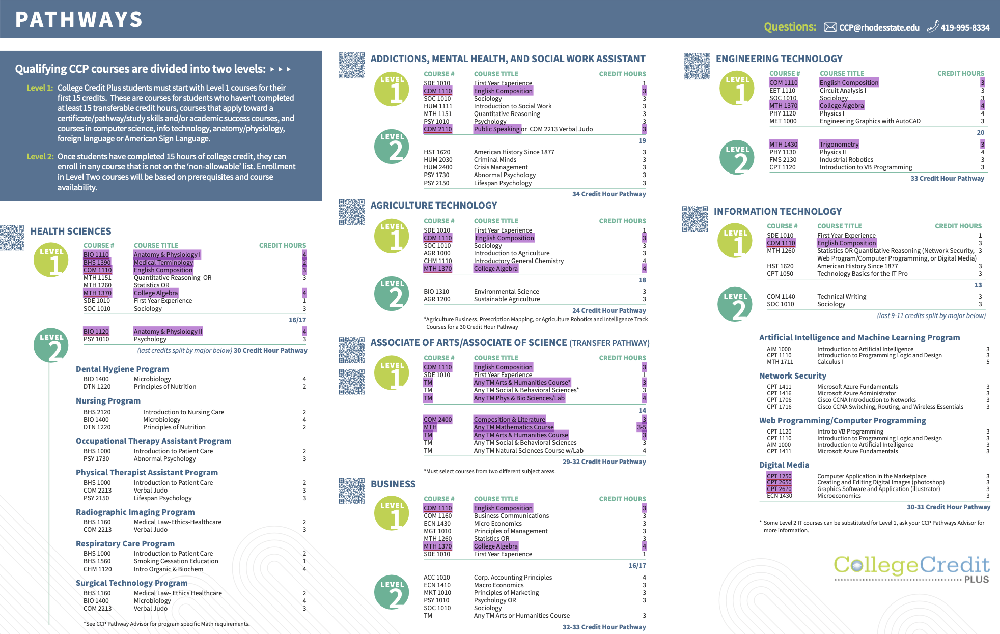 PATHWAYS
Questions: CCP@rhodesstate.edu 419-995-8334
Qualifying CCP courses are divided into two levels:
Level 1: College Credit Plus students must start with Level 1 courses for their
first 15 credits. These are courses for students who haven't completed
at least 15 transferable credit hours, courses that apply toward a
certificate/pathway/study skills and/or academic success courses, and
courses in computer science, info technology, anatomy/physiology,
foreign language or American Sign Language.
Level 2: Once students have completed 15 hours of college credit, they can
enroll in any course that is not on the 'non-allowable' list. Enrollment
in Level Two courses will be based on prerequisites and course
availability.
HEALTH SCIENCES
LEVEL 1
COURSE # COURSE TITLE CREDIT HOURS
BIO 1110 Anatomy & Physiology I 4
BHS 1390 Medical Terminology 2
COM 1110 English Composition 3
MTH 1151 Quantitative Reasoning OR 3
MTH 1260 Statistics OR
MTH 1370 College Algebra 4
SDE 1010 First Year Experience 1
SOC 1010 Sociology 3
16/17
LEVEL 2
BIO 1120 Anatomy & Physiology II 4
PSY 1010 Psychology 3
(last credits split by major below) 30 Credit Hour Pathway
Dental Hygiene Program
BIO 1400 Microbiology 4
DTN 1220 Principles of Nutrition 2
Nursing Program
BHS 2120 Introduction to Nursing Care 2
BIO 1400 Microbiology 4
DTN 1220 Principles of Nutrition 2
Occupational Therapy Assistant Program
BHS 1000 Introduction to Patient Care 2
PSY 1730 Abnormal Psychology 3
Physical Therapist Assistant Program
BHS 1000 Introduction to Patient Care 2
COM 2213 Verbal Judo 3
PSY 2150 Lifespan Psychology 3
Radiographic Imaging Program
BHS 1160 Medical Law-Ethics-Healthcare 2
COM 2213 Verbal Judo 3
Respiratory Care Program
BHS 1000 Introduction to Patient Care 2
BHS 1560 Smoking Cessation Education 1
CHM 1120 Intro Organic & Biochem 4
Surgical Technology Program
BHS 1160 Medical Law- Ethics Healthcare 2
BIO 1400 Microbiology 4
COM 2213 Verbal Judo 3
*See CCP Pathway Advisor for program specific Math requirements.
ADDICTIONS, MENTAL HEALTH, AND SOCIAL WORK ASSISTANT
LEVEL 1
COURSE # COURSE TITLE CREDIT HOURS
SDE 1010 First Year Experience 1
COM 1110 English Composition 3
SOC 1010 Sociology 3
HUM 1111 Introduction to Social Work 3
MTH 1151 Quantitative Reasoning 3
PSY 1010 Psychology 3
COM 2110 Public Speaking or COM 2213 Verbal Judo 3
19
LEVEL 2
HST 1620 American History Since 1877 3
HUM 2030 Criminal Minds 3
HUM 2400 Crisis Management 3
PSY 1730 Abnormal Psychology 3
PSY 2150 Lifespan Psychology 3
34 Credit Hour Pathway
AGRICULTURE TECHNOLOGY
LEVEL 1
COURSE # COURSE TITLE CREDIT HOURS
SDE 1010 First Year Experience 1
COM 1110 English Composition 3
SOC 1010 Sociology 3
AGR 1000 Introduction to Agriculture 3
CHM 1110 Introductory General Chemistry 4
MTH 1370 College Algebra 4
18
LEVEL 2
BIO 1310 Environmental Science 3
AGR 1200 Sustainable Agriculture 3
24 Credit Hour Pathway
*Agriculture Business, Prescription Mapping, or Agriculture Robotics and Intelligence Track
Courses for a 30 Credit Hour Pathway
ASSOCIATE OF ARTS/ASSOCIATE OF SCIENCE (TRANSFER PATHWAY)
LEVEL 1
COURSE # COURSE TITLE CREDIT HOURS
COM 1110 English Composition 3
SDE 1010 First Year Experience 1
TM Any TM Arts & Humanities Course* 3
TM Any TM Social & Behavioral Sciences* 3
TM Any TM Phys & Bio Sciences/Lab 4
14
COM 2400 Composition & Literature 3
MTH Any TM Mathematics Course 3-5
TM Any TM Arts & Humanities Course 3
TM Any TM Social & Behavioral Sciences 3
TM Any TM Natural Sciences Course w/Lab 4
29-32 Credit Hour Pathway
*Must select courses from two different subject areas.
BUSINESS
LEVEL 1
COURSE # COURSE TITLE CREDIT HOURS
COM 1110 English Composition 3
COM 1160 Business Communications 3
ECN 1430 Micro Economics 3
MGT 1010 Principles of Management 3
MTH 1260 Statistics OR 3
MTH 1370 College Algebra 4
SDE 1010 First Year Experience 1
16/17
LEVEL 2
ACC 1010 Corp. Accounting Principles 4
ECN 1410 Macro Economics 3
MKT 1010 Principles of Marketing 3
PSY 1010 Psychology OR 3
SOC 1010 Sociology
TM Any TM Arts or Humanities Course 3
32-33 Credit Hour Pathway
ENGINEERING TECHNOLOGY
LEVEL 1
COURSE # COURSE TITLE CREDIT HOURS
COM 1110 English Composition 3
EET 1110 Circuit Analysis I 3
SOC 1010 Sociology 3
MTH 1370 College Algebra 4
PHY 1120 Physics I 4
MET 1000 Engineering Graphics with AutoCAD 3
20
LEVEL 2
MTH 1430 Trigonometry 3
PHY 1130 Physics II 4
FMS 2130 Industrial Robotics 3
CPT 1120 Introduction to VB Programming 3
33 Credit Hour Pathway
INFORMATION TECHNOLOGY
LEVEL 1
COURSE # COURSE TITLE CREDIT HOURS
SDE 1010 First Year Experience 1
COM 1110 English Composition 3
MTH 1260 Statistics OR Quantitative Reasoning (Network Security, 3
Web Program/Computer Programming, or Digital Media)
HST 1620 American History Since 1877 3
CPT 1050 Technology Basics for the IT Pro 3
13
LEVEL 2
COM 1140 Technical Writing 3
SOC 1010 Sociology 3
(last 9-11 credits split by major below)
Artificial Intelligence and Machine Learning Program
AIM 1000 Introduction to Artificial Intelligence 3
CPT 1110 Introduction to Programming Logic and Design 3
MTH 1711 Calculus I 5
Network Security
CPT 1411 Microsoft Azure Fundamentals 3
CPT 1416 Microsoft Azure Administrator 3
CPT 1706 Cisco CCNA Introduction to Networks 3
CPT 1716 Cisco CCNA Switching, Routing, and Wireless Essentials 3
Web Programming/Computer Programming
CPT 1120 Intro to VB Programming 3
CPT 1110 Introduction to Programming Logic and Design 3
AIM 1000 Introduction to Artificial Intelligence 3
CPT 1411 Microsoft Azure Fundamentals 3
Digital Media
CPT 1250 Computer Application in the Marketplace 3
CPT 2650 Creating and Editing Digital Images (photoshop) 3
CPT 2670 Graphics Software and Application (illustrator) 3
ECN 1430 Microeconomics 3
30-31 Credit Hour Pathway
* Some Level 2 IT courses can be substituted for Level 1, ask your CCP Pathways Advisor for
more information.
CollegeCredit
PLUS